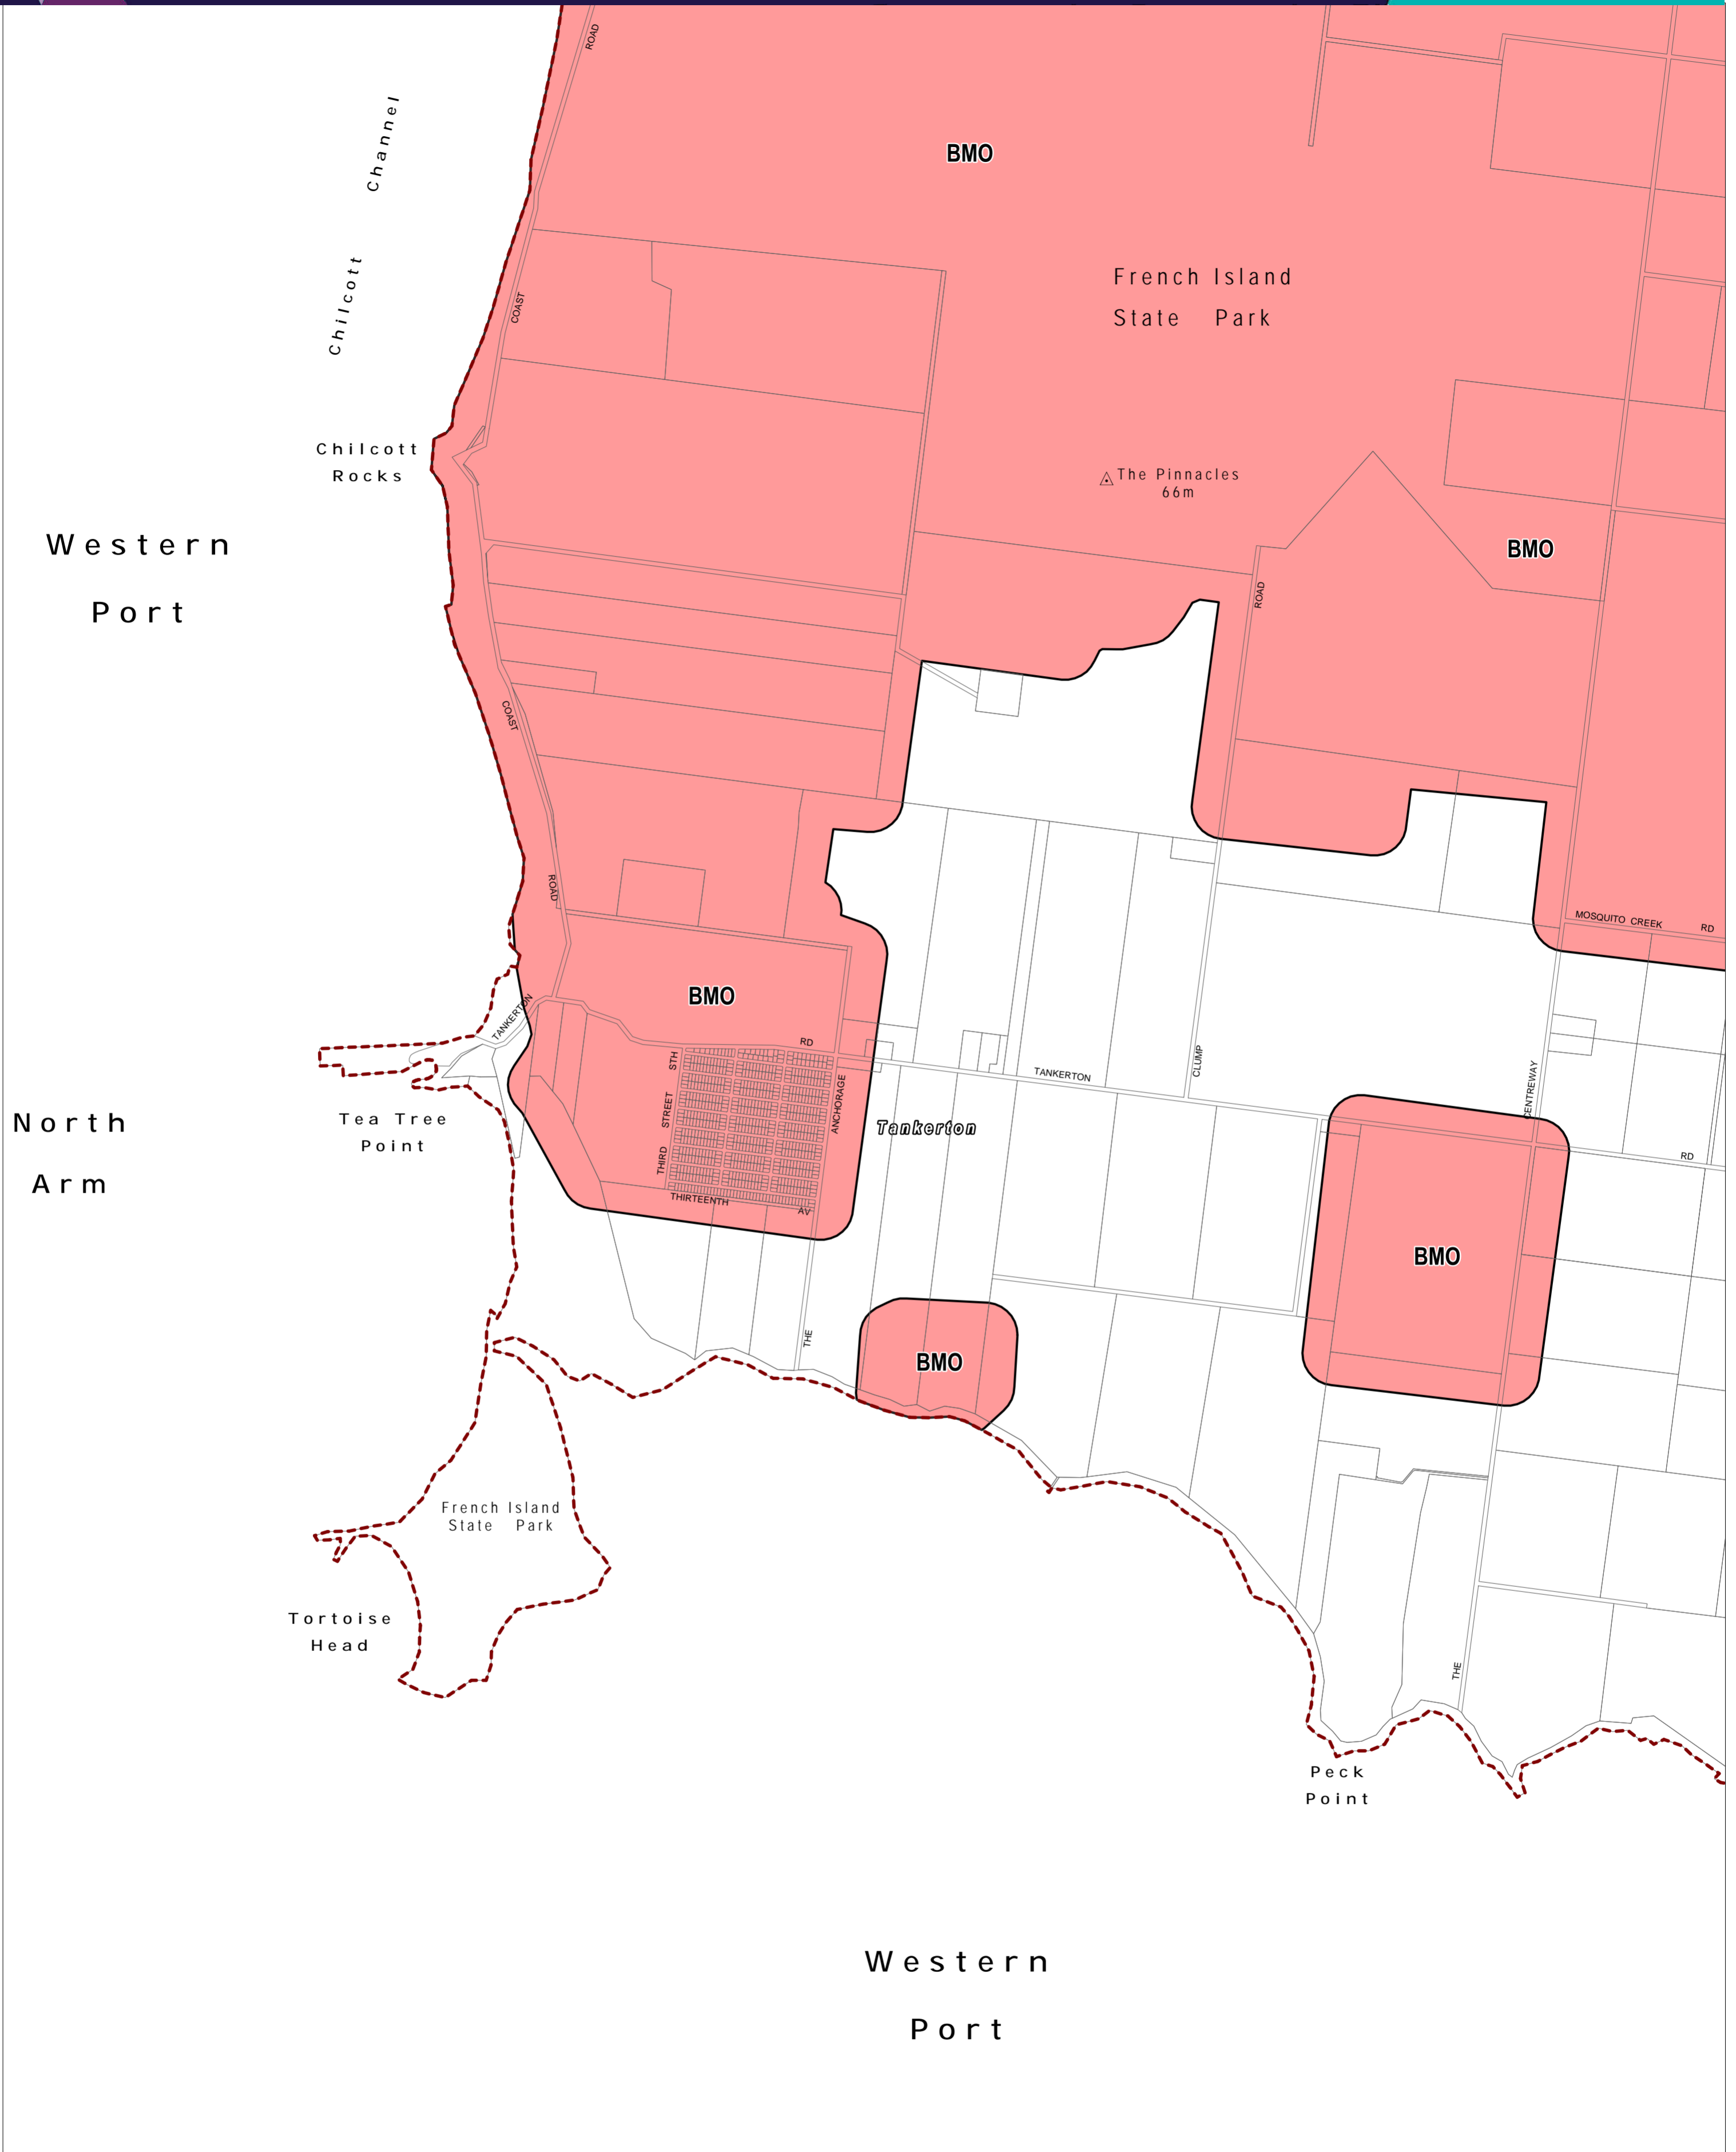 ROAD
Channel
Chilcott
BMO
French Island
State Park
COAST
Chilcott
Rocks
The Pinnacles
66m
Western
Port
BMO
ROAD
COAST
ROAD
MOSQUITO CREEK
RD
BMO
TANKERTON
RD
STH
STREET
THIRD
ANCHORAGE
THIRTEENTH
AV
THE
TANKERTON
CLUMP
CENTREWAY
RD
Tankerton
North
Arm
Tea Tree
Point
BMO
BMO
French Island
State Park
Tortoise
Head
THE
Peck
Point
Western
Port